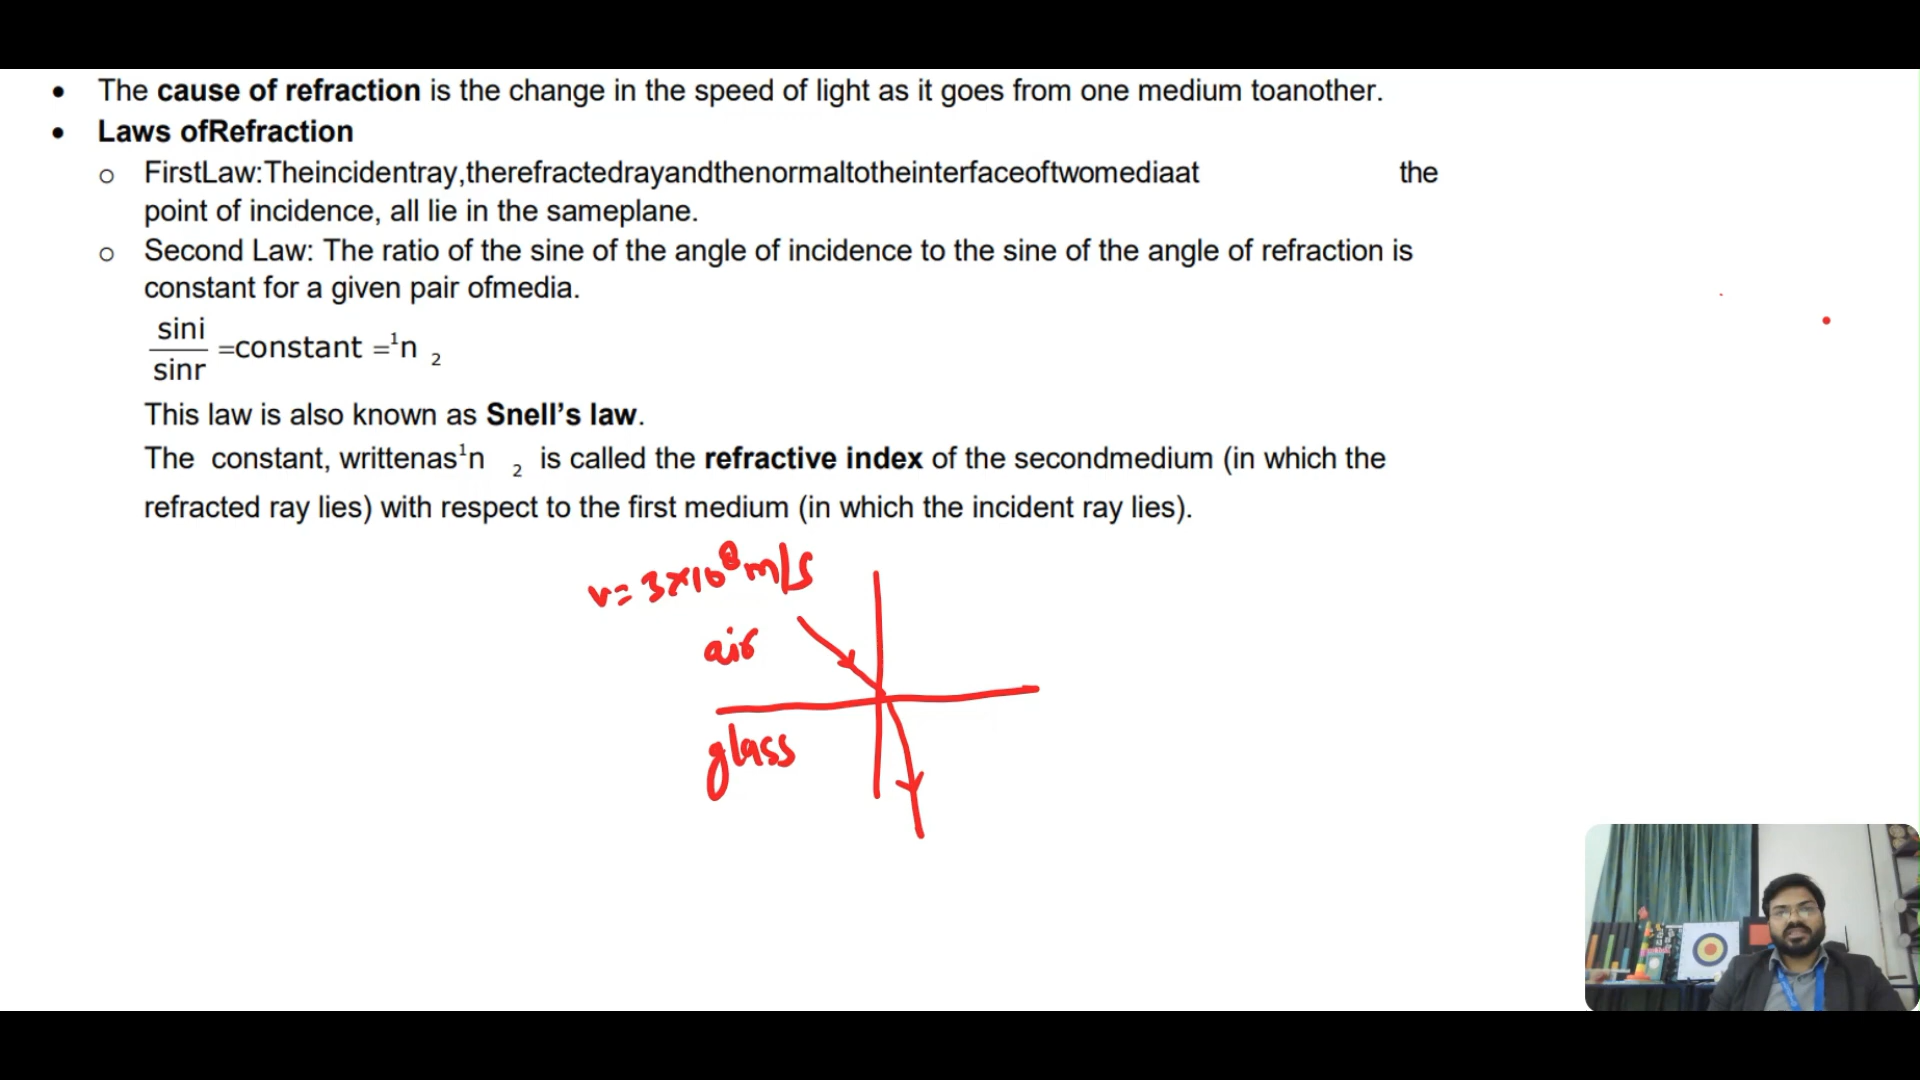 • The cause of refraction is the change in the speed of light as it goes from one medium toanother.
• Laws ofRefraction
o FirstLaw:Theincidentray,therefractedrayandthenormaltotheinterfaceoftwomediaat the
point of incidence, all lie in the sameplane.
o Second Law: The ratio of the sine of the angle of incidence to the sine of the angle of refraction is
constant for a given pair ofmedia.
sini
=constant =¹n ₂
sinr
This law is also known as Snell's law.
The constant, writtenas¹n ₂ is called the refractive index of the secondmedium (in which the
refracted ray lies) with respect to the first medium (in which the incident ray lies).
v= 3×10⁸ m/s
air
glass